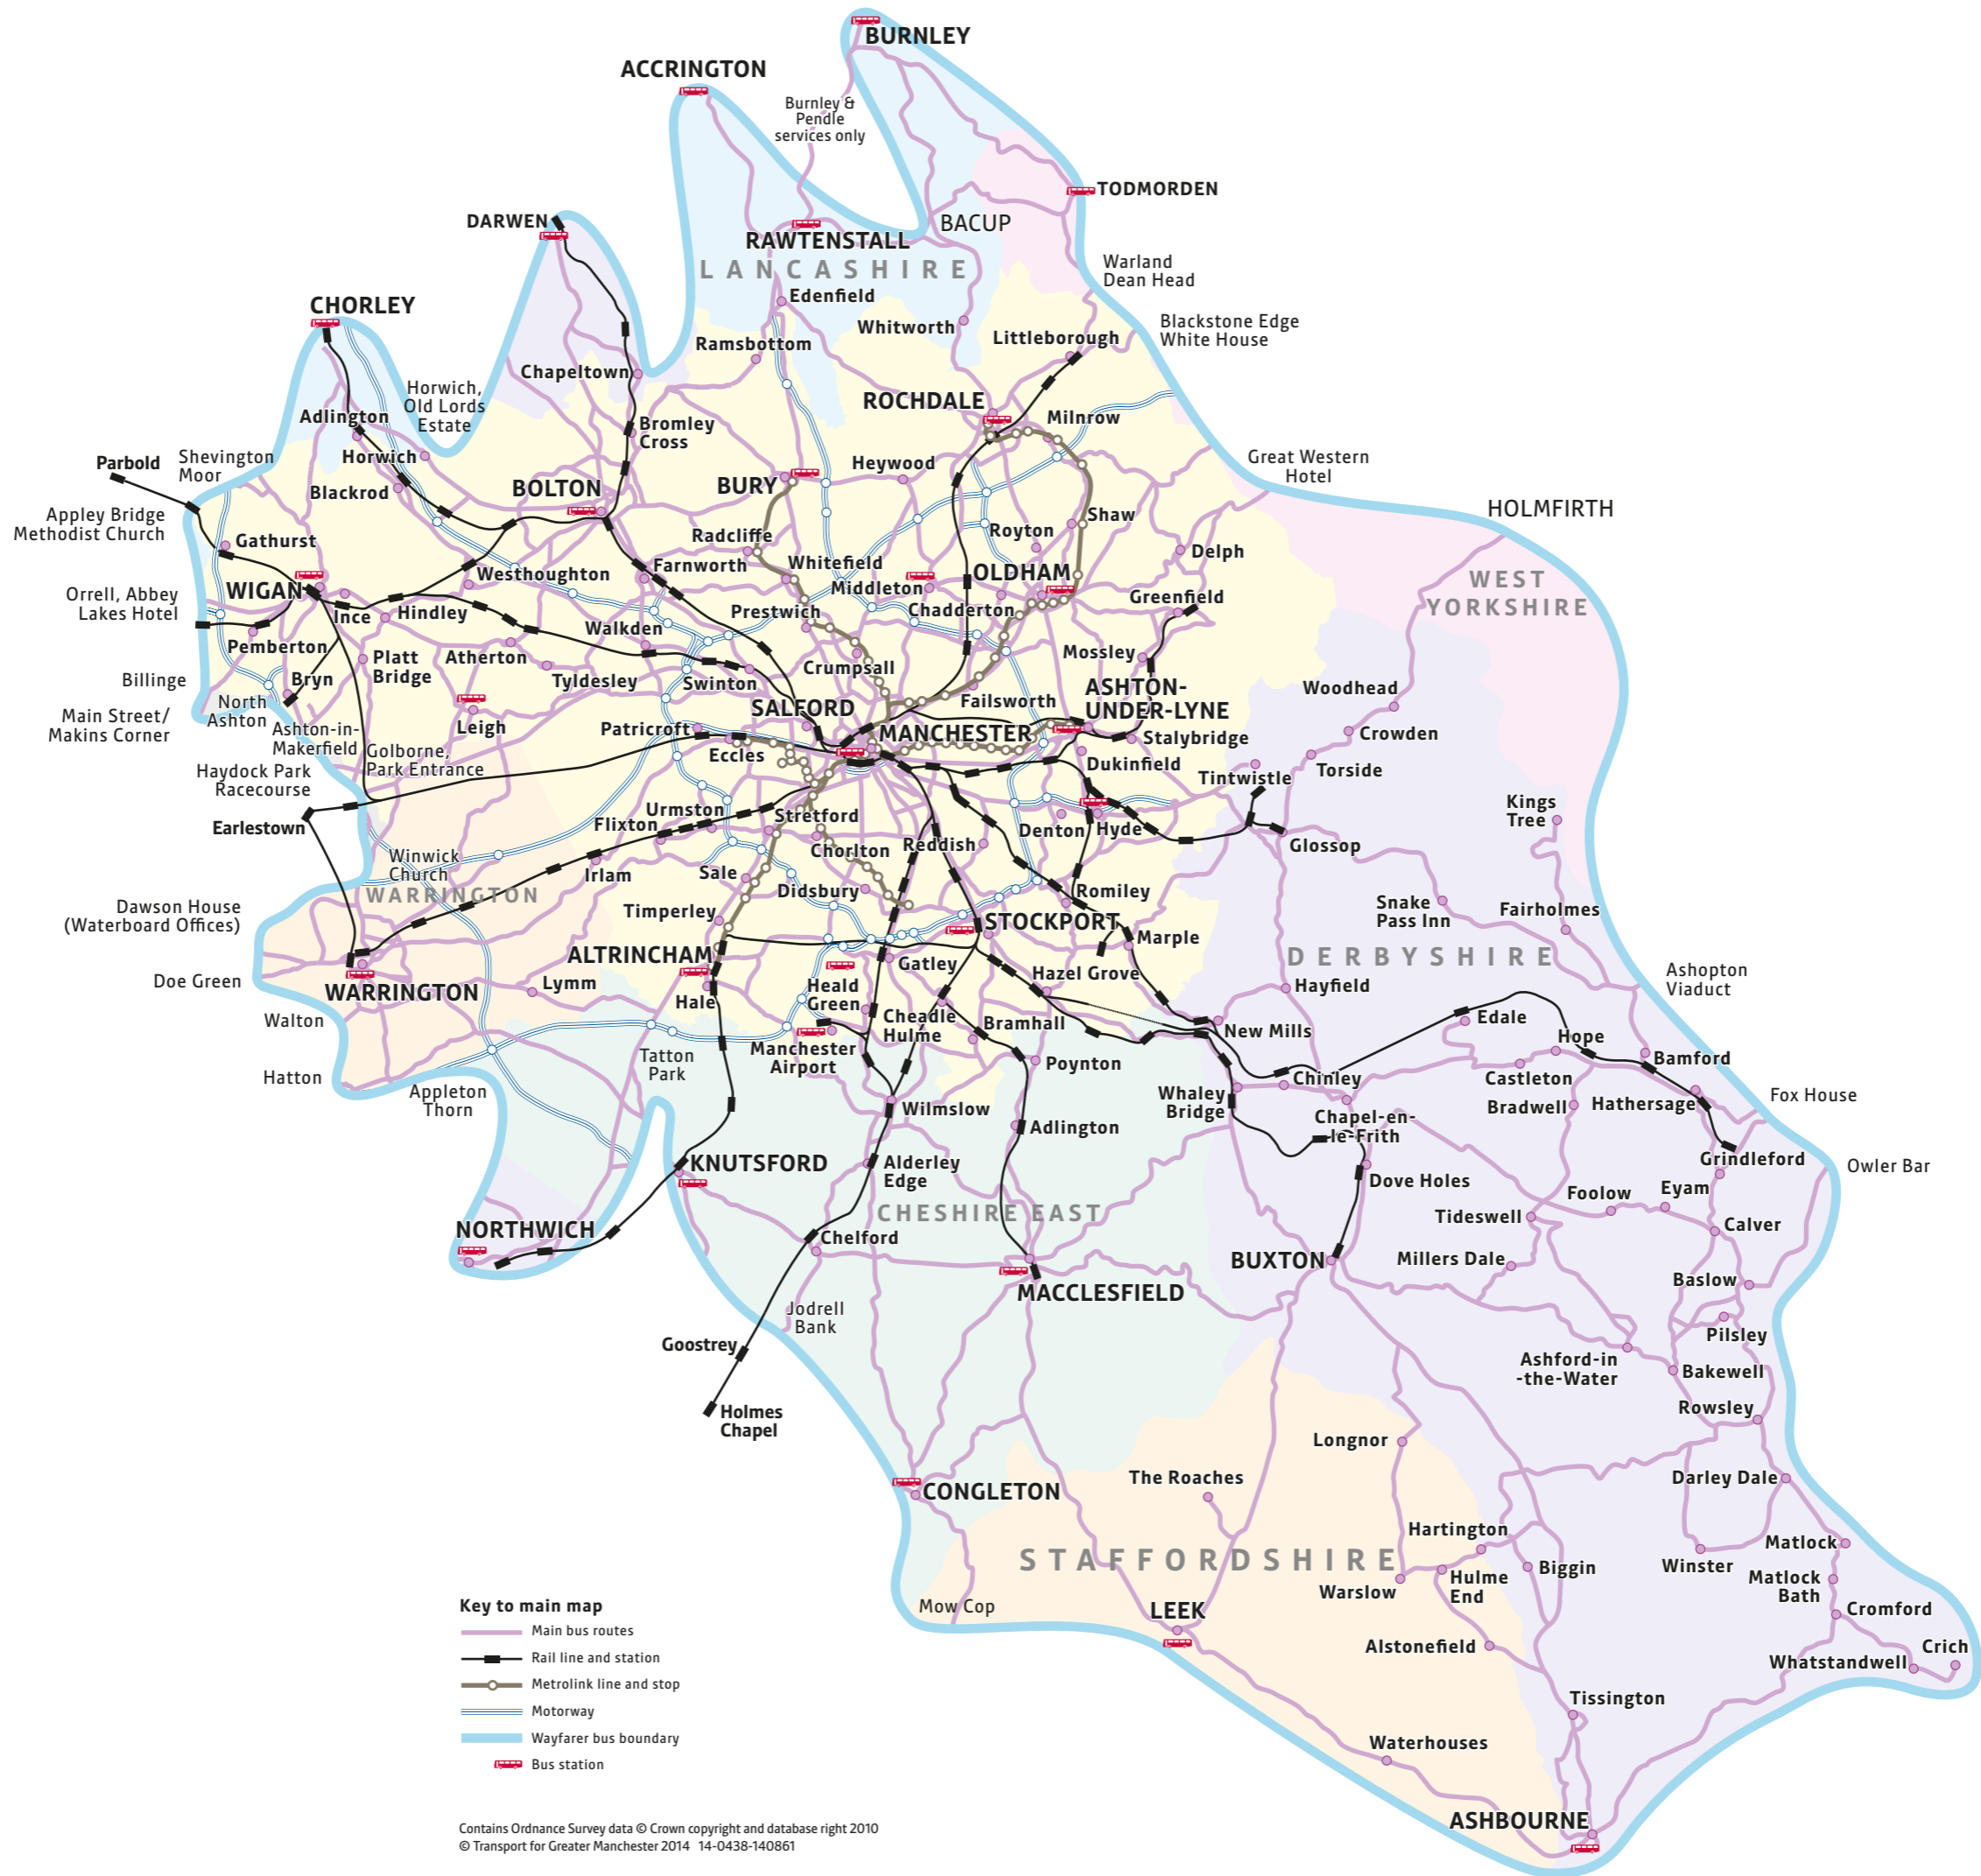 BURNLEY
ACCRINGTON
Burnley &
Pendle
services only
TODMORDEN
DARWEN
BACUP
RAWTENSTALL
LANCASHIRE
Warland
Dean Head
Edenfield
CHORLEY
Whitworth
Blackstone Edge
White House
Littleborough
Ramsbottom
Chapeltown
Horwich,
Old Lords
Estate
ROCHDALE
Adlington
Milnrow
Bromley
Cross
Shevington
Moor
Horwich
Parbold
Heywood
Great Western
Hotel
BURY
BOLTON
Blackrod
HOLMFIRTH
Appley Bridge
Methodist Church
Shaw
Royton
Gathurst
Radcliffe
Delph
Farnworth
Whitefield
Westhoughton
OLDHAM
WEST
YORKSHIRE
WIGAN
Middleton
Orrell, Abbey
Lakes Hotel
Greenfield
Chadderton
Prestwich
Ince
Hindley
Walkden
Pemberton
Platt
Bridge
Atherton
Mossley
Crumpsall
Billinge
Bryn
Tyldesley
Swinton
Woodhead
North
Ashton
Failsworth
ASHTON-
UNDER-LYNE
SALFORD
Main Street/
Makins Corner
Leigh
Patricroft
MANCHESTER
Crowden
Ashton-in-
Makerfield
Stalybridge
Golborne,
Park Entrance
Eccles
Haydock Park
Racecourse
Dukinfield
Tintwistle
Torside
Urmston
Stretford
Kings
Tree
Earlestown
Flixton
Denton
Hyde
Chorlton
Reddish
Glossop
Winwick
Church
Irlam
Sale
Didsbury
Romiley
WARRINGTON
Snake
Pass Inn
Fairholmes
Dawson House
(Waterboard Offices)
Timperley
STOCKPORT
Marple
ALTRINCHAM
DERBYSHIRE
Gatley
Hazel Grove
Ashopton
Viaduct
Doe Green
WARRINGTON
Lymm
Hale
Heald
Green
Hayfield
Walton
Cheadle
Hulme
Bramhall
New Mills
Edale
Manchester
Airport
Hope
Tatton
Park
Poynton
Bamford
Hatton
Appleton
Thorn
Chinley
Castleton
Whaley
Bridge
Bradwell
Hathersage
Fox House
Wilmslow
Adlington
Chapel-en-
le-Frith
KNUTSFORD
Alderley
Edge
Grindleford
Owler Bar
Dove Holes
Foolow
Eyam
CHESHIRE EAST
Tideswell
Calver
NORTHWICH
Chelford
BUXTON
Millers Dale
Baslow
MACCLESFIELD
Jodrell
Bank
Pilsley
Goostrey
Ashford-in
-the-Water
Bakewell
Holmes
Chapel
Rowsley
Longnor
The Roaches
Darley Dale
CONGLETON
Hartington
Matlock
STAFFORDSHIRE
Biggin
Winster
Warslow
Hulme
End
Matlock
Bath
Mow Cop
LEEK
Cromford
Alstonefield
Crich
Whatstandwell
Tissington
Waterhouses
ASHBOURNE
Key to main map
Main bus routes
Rail line and station
Metrolink line and stop
Motorway
Wayfarer bus boundary
Bus station
Contains Ordnance Survey data © Crown copyright and database right 2010
© Transport for Greater Manchester 2014 14-0438-140861